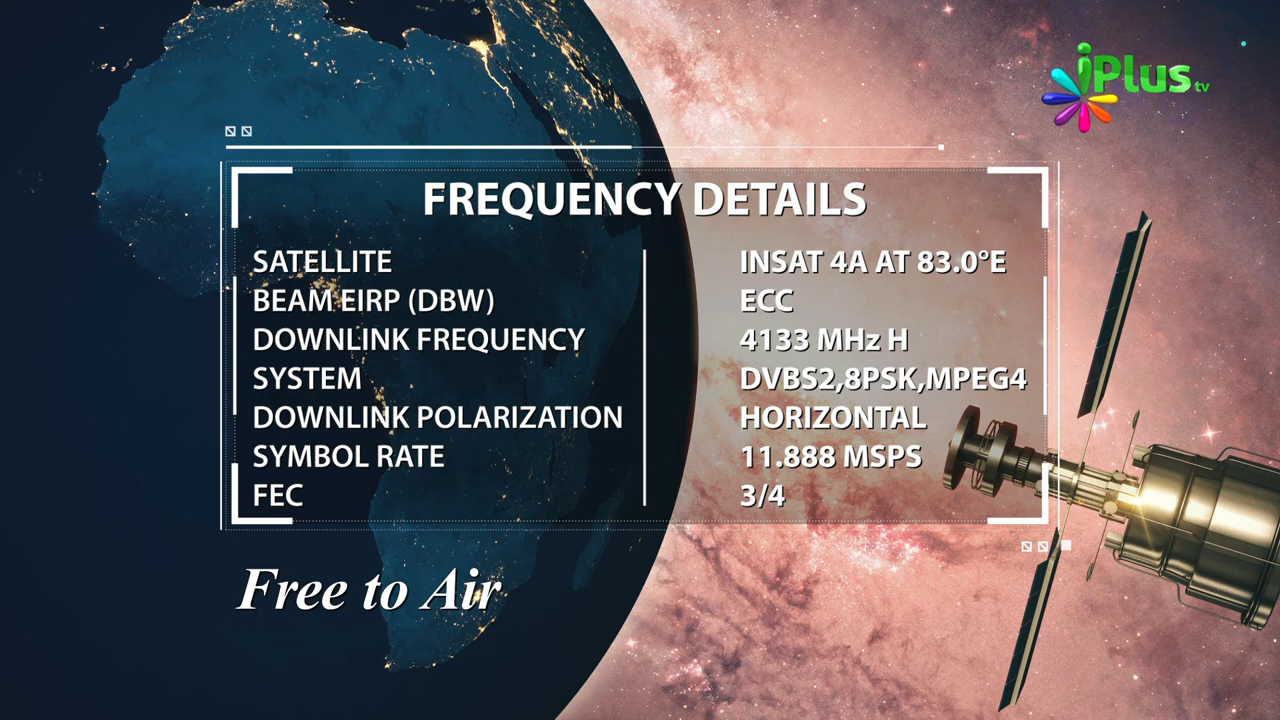 iPlus tv
FREQUENCY DETAILS
SATELLITE INSAT 4A AT 83.0°E
BEAM EIRP (DBW) ECC
DOWNLINK FREQUENCY 4133 MHz H
SYSTEM DVBS2,8PSK,MPEG4
DOWNLINK POLARIZATION HORIZONTAL
SYMBOL RATE 11.888 MSPS
FEC 3/4
Free to Air